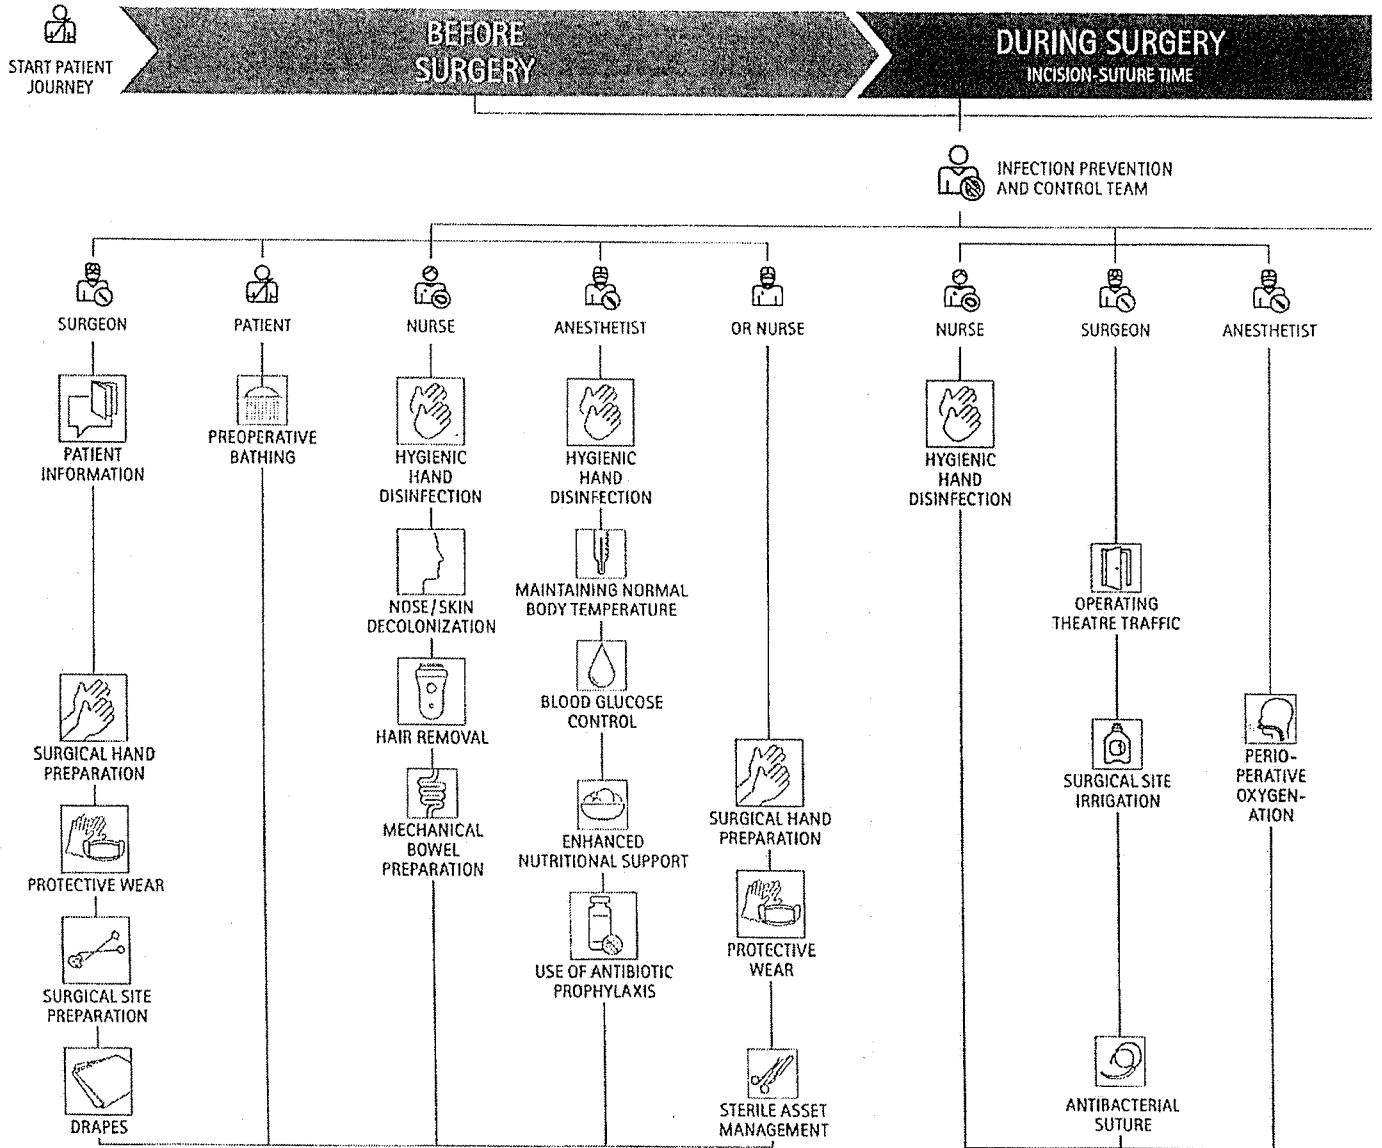 START PATIENT
JOURNEY
BEFORE
SURGERY
DURING SURGERY
INCISION-SUTURE TIME
INFECTION PREVENTION
AND CONTROL TEAM
SURGEON
PATIENT
INFORMATION
SURGICAL HAND
PREPARATION
PROTECTIVE WEAR
SURGICAL SITE
PREPARATION
DRAPES
PATIENT
PREOPERATIVE
BATHING
NURSE
HYGIENIC
HAND
DISINFECTION
NOSE/SKIN
DECOLONIZATION
HAIR REMOVAL
MECHANICAL
BOWEL
PREPARATION
ANESTHETIST
HYGIENIC
HAND
DISINFECTION
MAINTAINING NORMAL
BODY TEMPERATURE
BLOOD GLUCOSE
CONTROL
ENHANCED
NUTRITIONAL SUPPORT
USE OF ANTIBIOTIC
PROPHYLAXIS
OR NURSE
SURGICAL HAND
PREPARATION
PROTECTIVE
WEAR
STERILE ASSET
MANAGEMENT
NURSE
HYGIENIC
HAND
DISINFECTION
SURGEON
OPERATING
THEATRE TRAFFIC
SURGICAL SITE
IRRIGATION
ANTIBACTERIAL
SUTURE
ANESTHETIST
PERIO-
PERATIVE
OXYGEN-
ATION